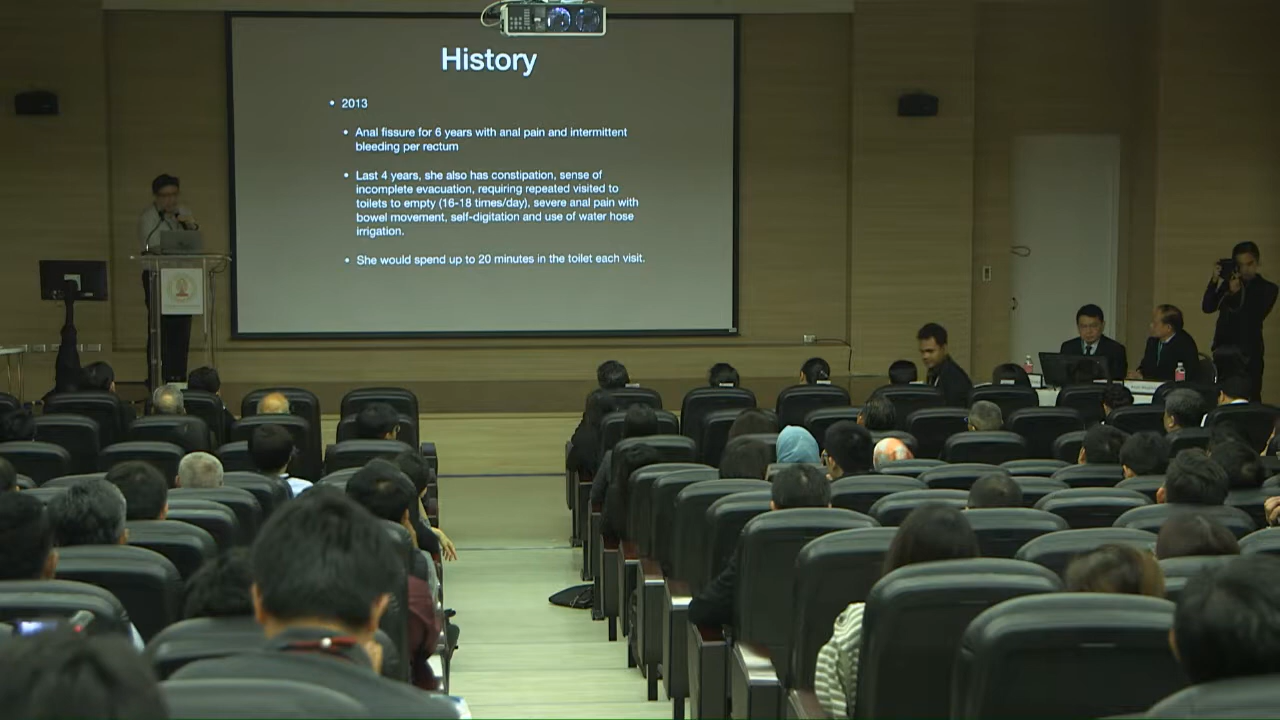 History
• 2013
• Anal fissure for 6 years with anal pain and intermittent
bleeding per rectum
• Last 4 years, she also has constipation, sense of
incomplete evacuation, requiring repeated visited to
toilets to empty (16-18 times/day), severe anal pain with
bowel movement, self-digitation and use of water hose
irrigation.
• She would spend up to 20 minutes in the toilet each visit.